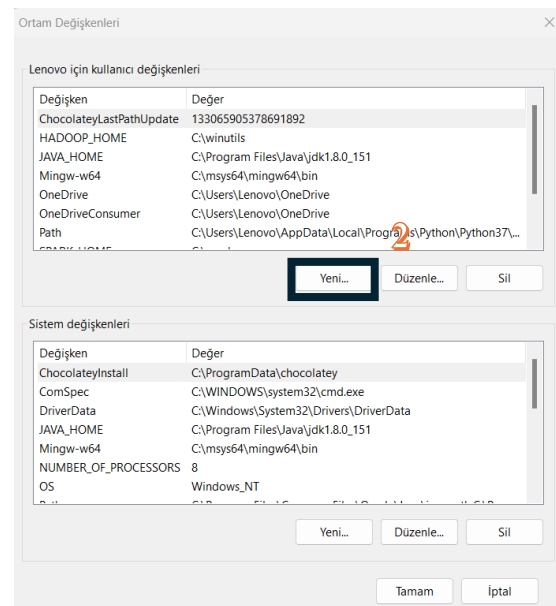 Ortam Değişkenleri
Lenovo için kullanıcı değişkenleri
Değişken Değer
ChocolateyLastPathUpdate 133065905378691892
HADOOP_HOME C:\winutils
JAVA_HOME C:\Program Files\Java\jdk1.8.0_151
Mingw-w64 C:\msys64\mingw64\bin
OneDrive C:\Users\Lenovo\OneDrive
OneDriveConsumer C:\Users\Lenovo\OneDrive
Path C:\Users\Lenovo\AppData\Local\Programs\Python\Python37\...
2
Yeni... Düzenle... Sil
Sistem değişkenleri
Değişken Değer
ChocolateyInstall C:\ProgramData\chocolatey
ComSpec C:\WINDOWS\system32\cmd.exe
DriverData C:\Windows\System32\Drivers\DriverData
JAVA_HOME C:\Program Files\Java\jdk1.8.0_151
Mingw-w64 C:\msys64\mingw64\bin
NUMBER_OF_PROCESSORS 8
OS Windows_NT
Yeni... Düzenle... Sil
Tamam İptal